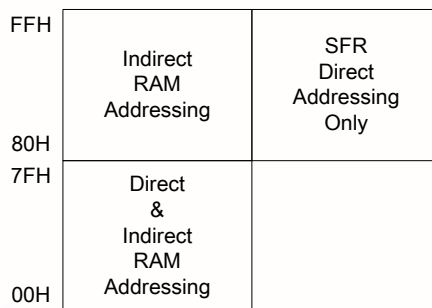 FFH
Indirect
RAM
Addressing
SFR
Direct
Addressing
Only
80H
7FH
Direct
&
Indirect
RAM
Addressing
00H